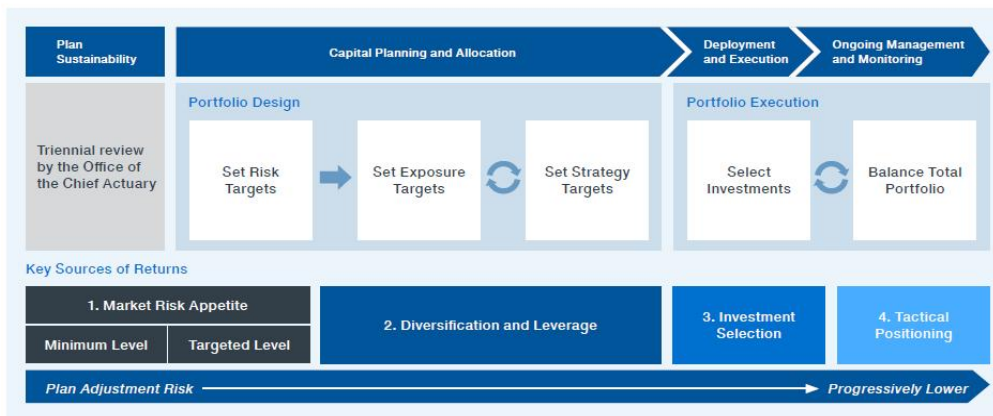 Plan
Sustainability
Capital Planning and Allocation
Deployment
and Execution
Ongoing Management
and Monitoring
Triennial review
by the Office of
the Chief Actuary
Portfolio Design
Set Risk
Targets
Set Exposure
Targets
Set Strategy
Targets
Portfolio Execution
Select
Investments
Balance Total
Portfolio
Key Sources of Returns
1. Market Risk Appetite
Minimum Level
Targeted Level
2. Diversification and Leverage
3. Investment
Selection
4. Tactical
Positioning
Plan Adjustment Risk
Progressively Lower